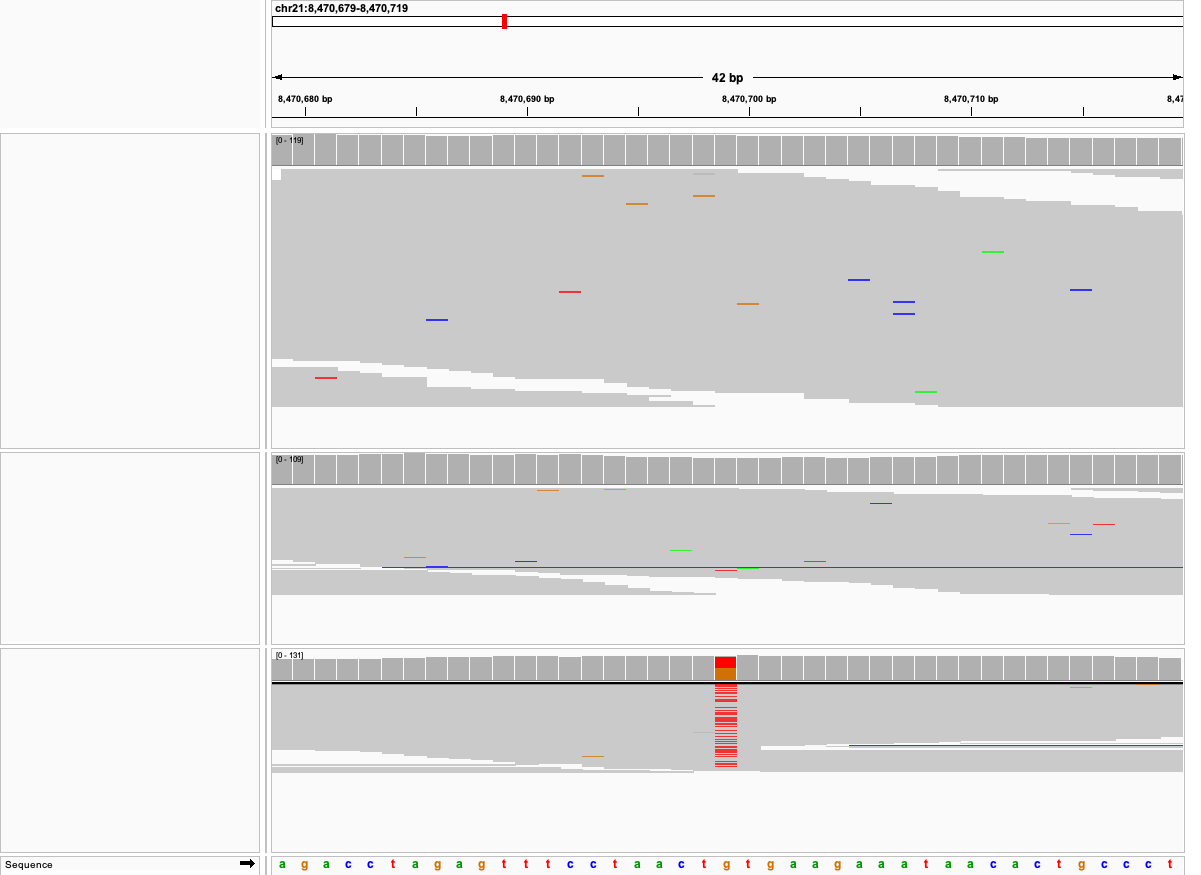 chr21:8,470,679-8,470,719
42 bp
8,470,680 bp 8,470,690 bp 8,470,700 bp 8,470,710 bp 8,47
[0 - 119]
[0 - 109]
[0 - 131]
Sequence a g a c c t a g a g t t t c c t a a c t g t g a a g a a a t a a c a c t g c c c t